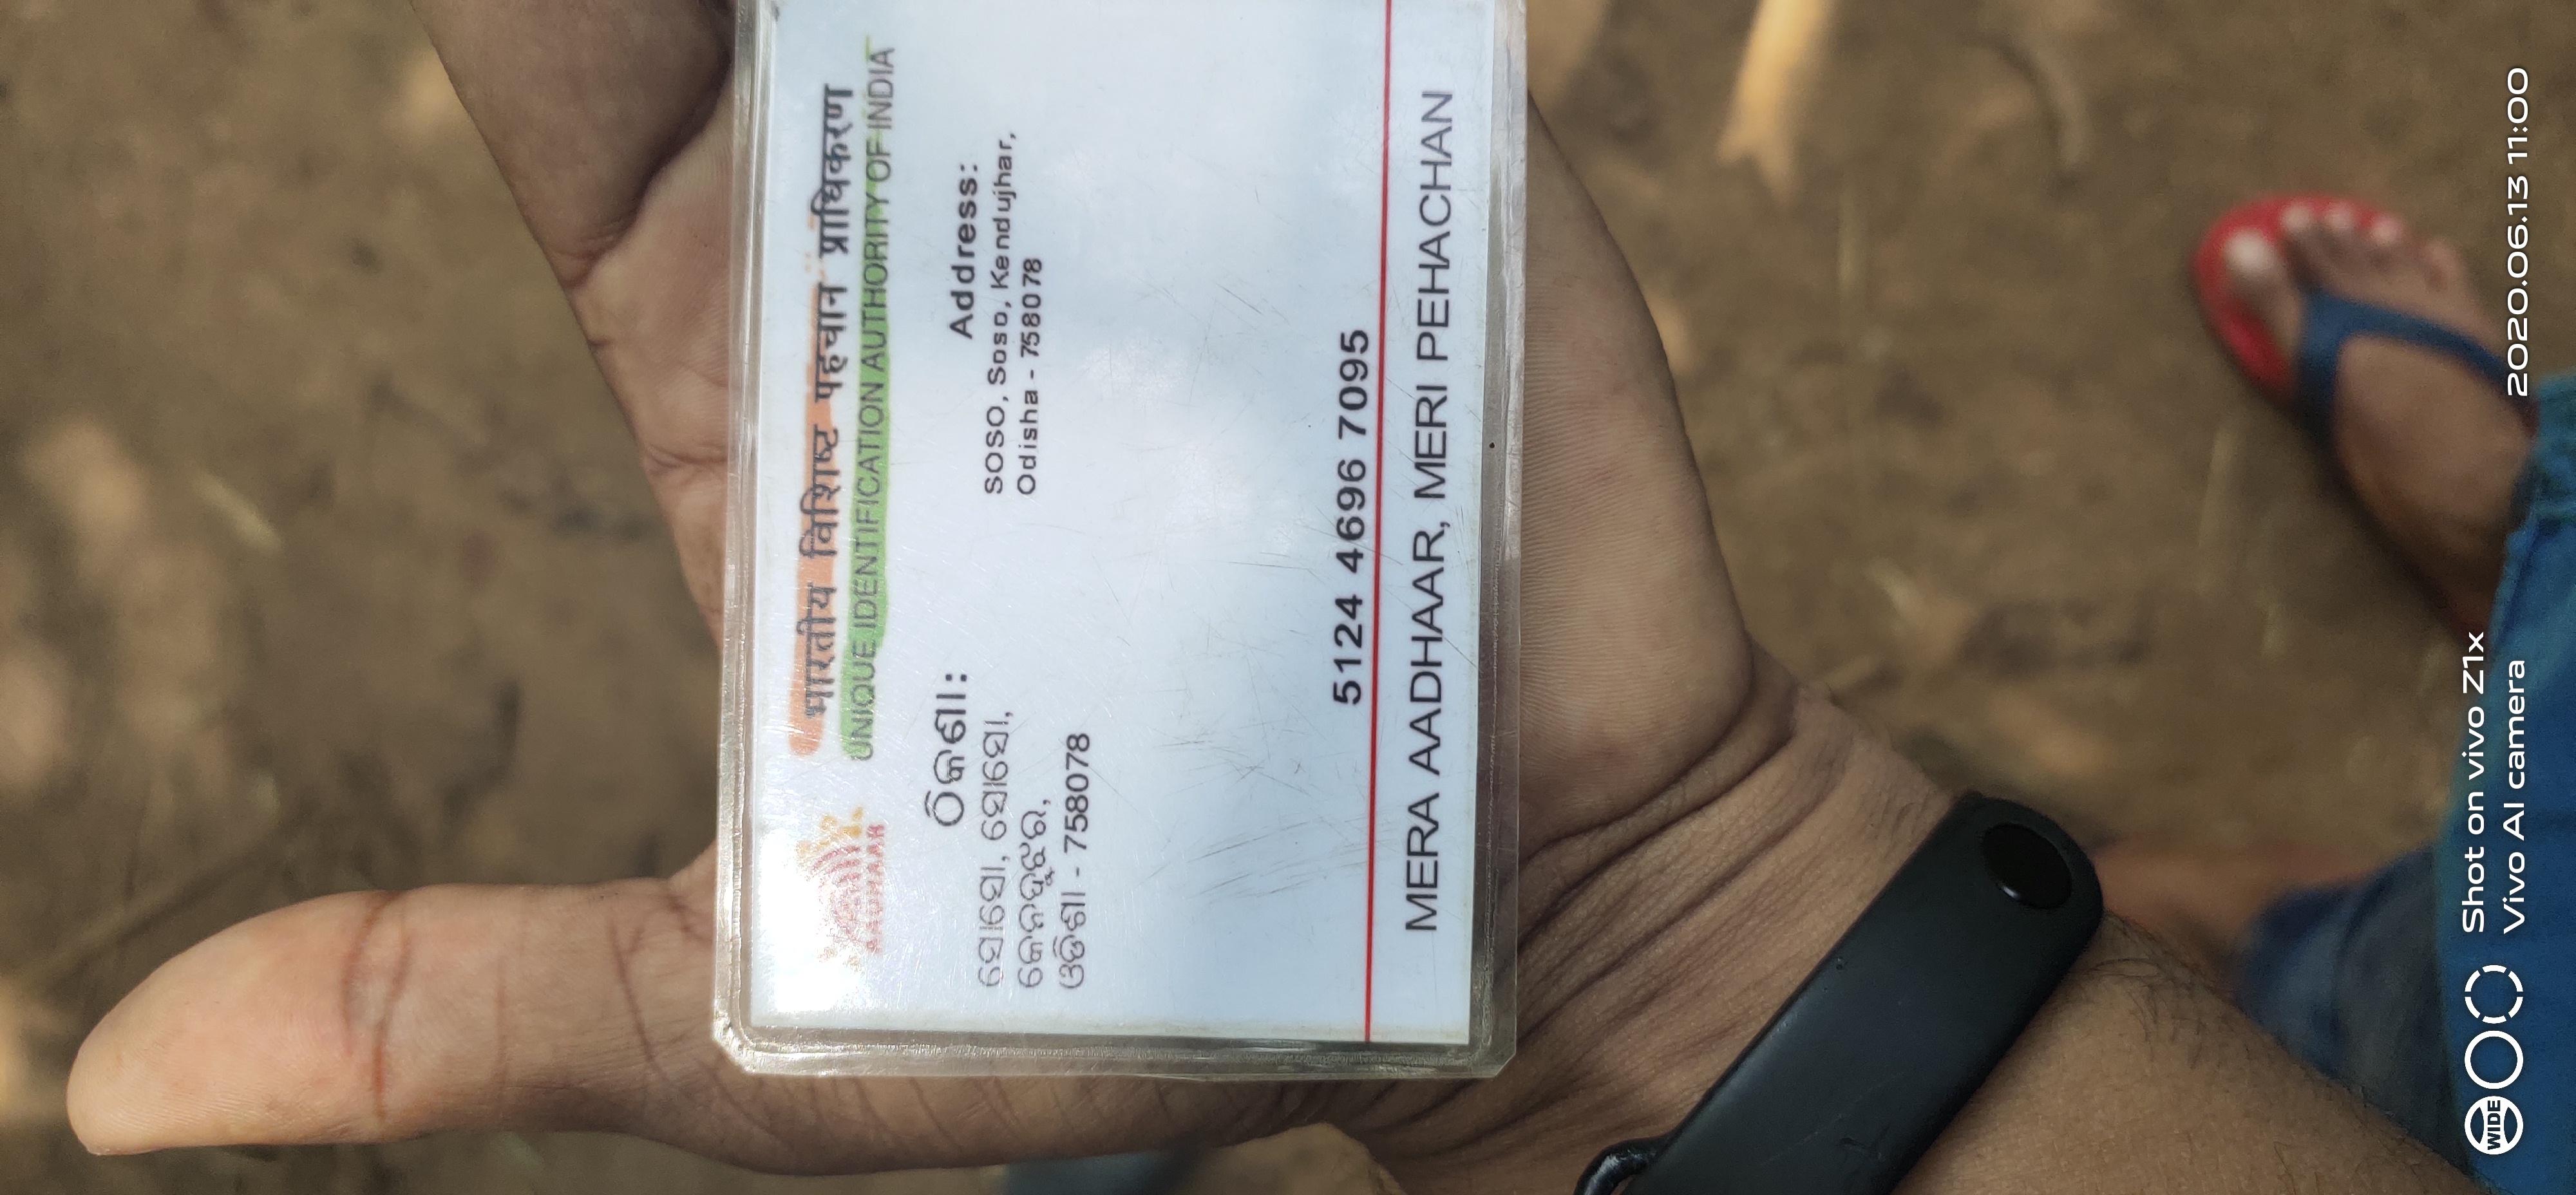 भारतीय विशिष्ट पहचान प्राधिकरण
UNIQUE IDENTIFICATION AUTHORITY OF INDIA
AADHAAR
ଠିକଣା:
ସୋସୋ, ସୋସୋ,
କେନ୍ଦୁଝର,
ଓଡିଶା - 758078
Address:
SOSO, Soso, Kendujhar,
Odisha - 758078
5124 4696 7095
MERA AADHAAR, MERI PEHACHAN
WIDE
Shot on vivo Z1x
Vivo AI camera
2020.06.13 11:00